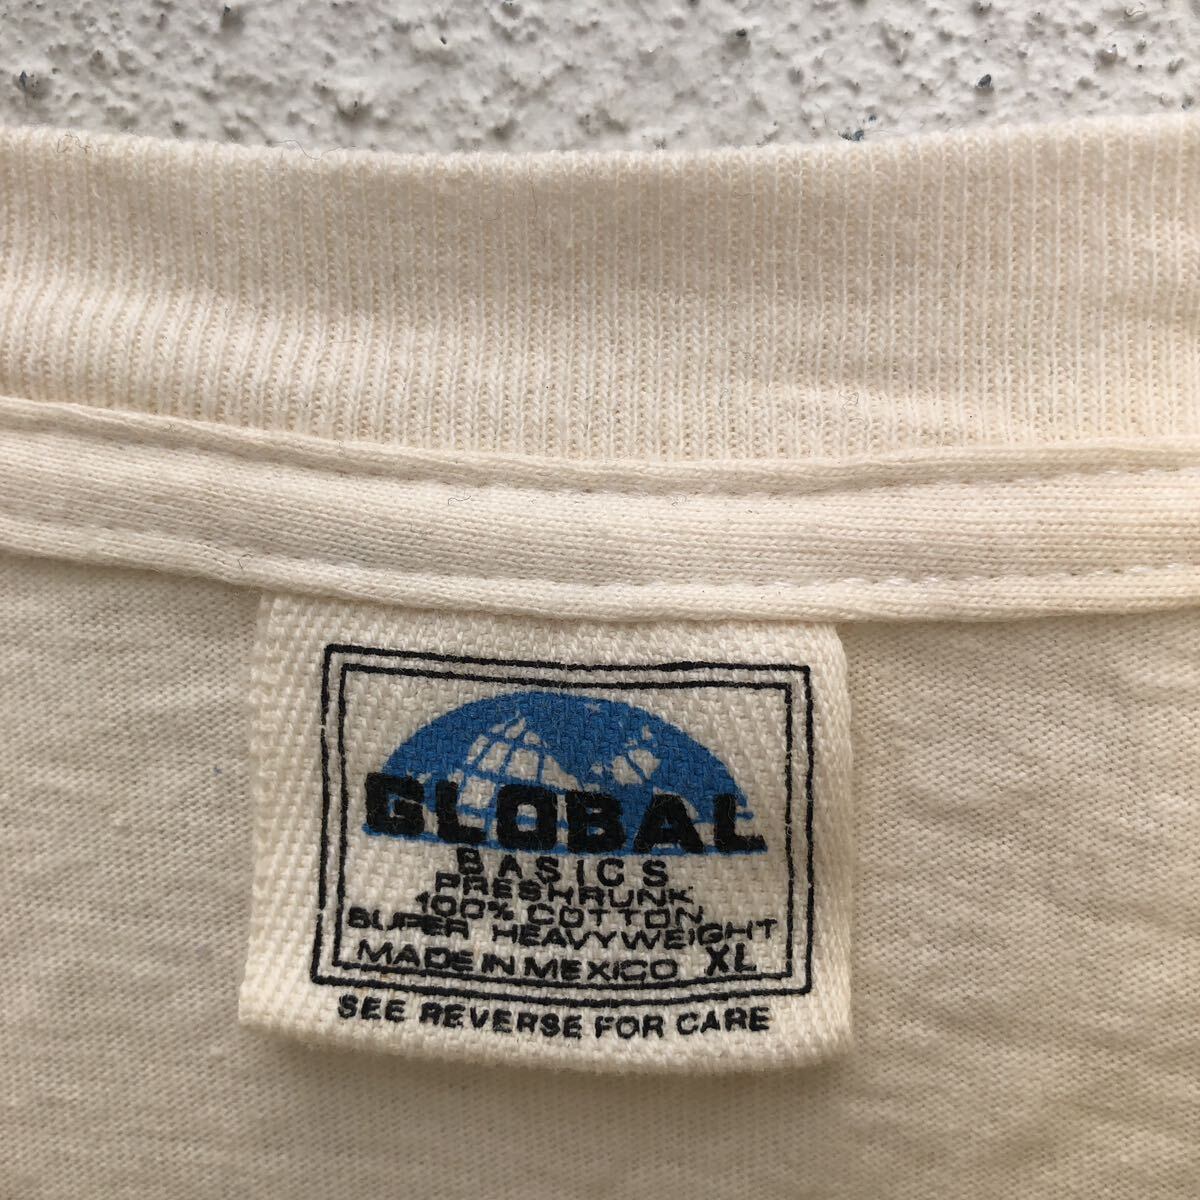 GLOBAL
BASICS
PRESHRUNK
100% COTTON
SUPER HEAVYWEIGHT
MADE IN MEXICO XL
SEE REVERSE FOR CARE